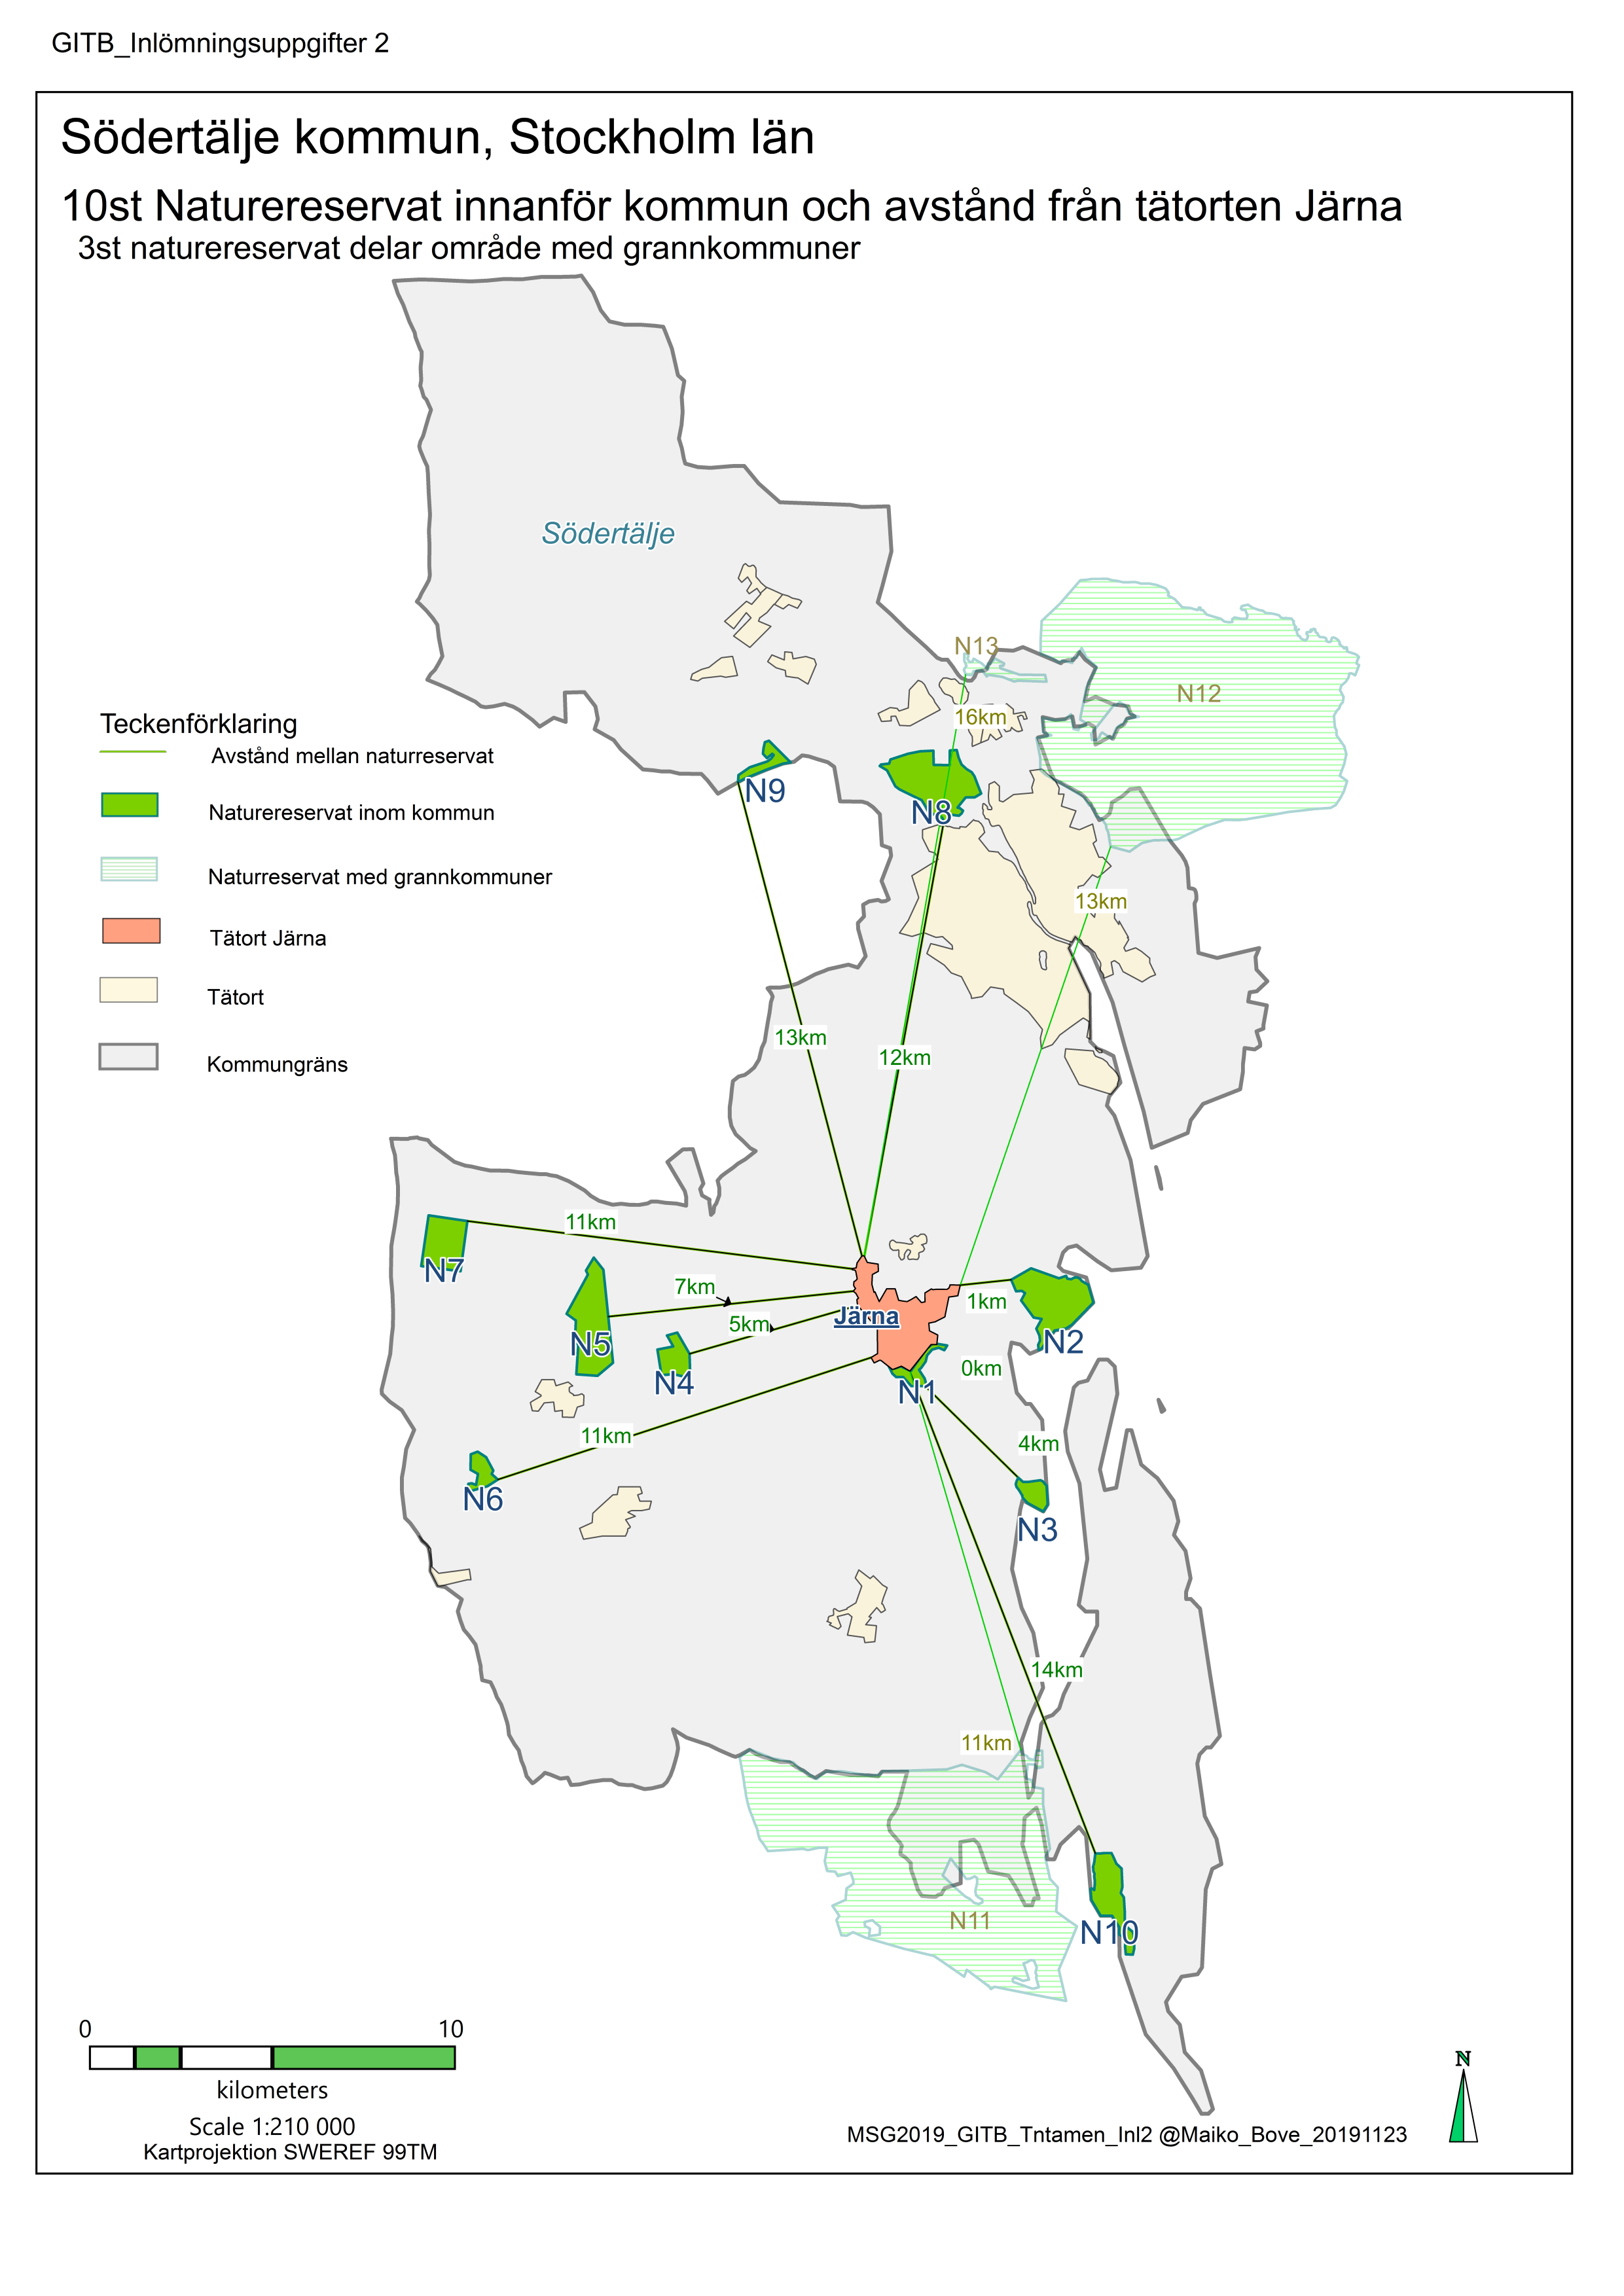 GITB_Inlömningsuppgifter 2
Södertälje kommun, Stockholm län
10st Naturereservat innanför kommun och avstånd från tätorten Järna
3st naturereservat delar område med grannkommuner
Södertälje
N13
N12
16km
Teckenförklaring
Avstånd mellan naturreservat
Naturereservat inom kommun
Naturreservat med grannkommuner
Tätort Järna
Tätort
Kommungräns
N9
N8
13km
13km
12km
11km
N7
7km
1km
5km
Järna
N5
N2
0km
N4
N1
11km
4km
N6
N3
14km
11km
N11
N10
0 10
kilometers
Scale 1:210 000
Kartprojektion SWEREF 99TM
N
MSG2019_GITB_Tntamen_Inl2 @Maiko_Bove_20191123